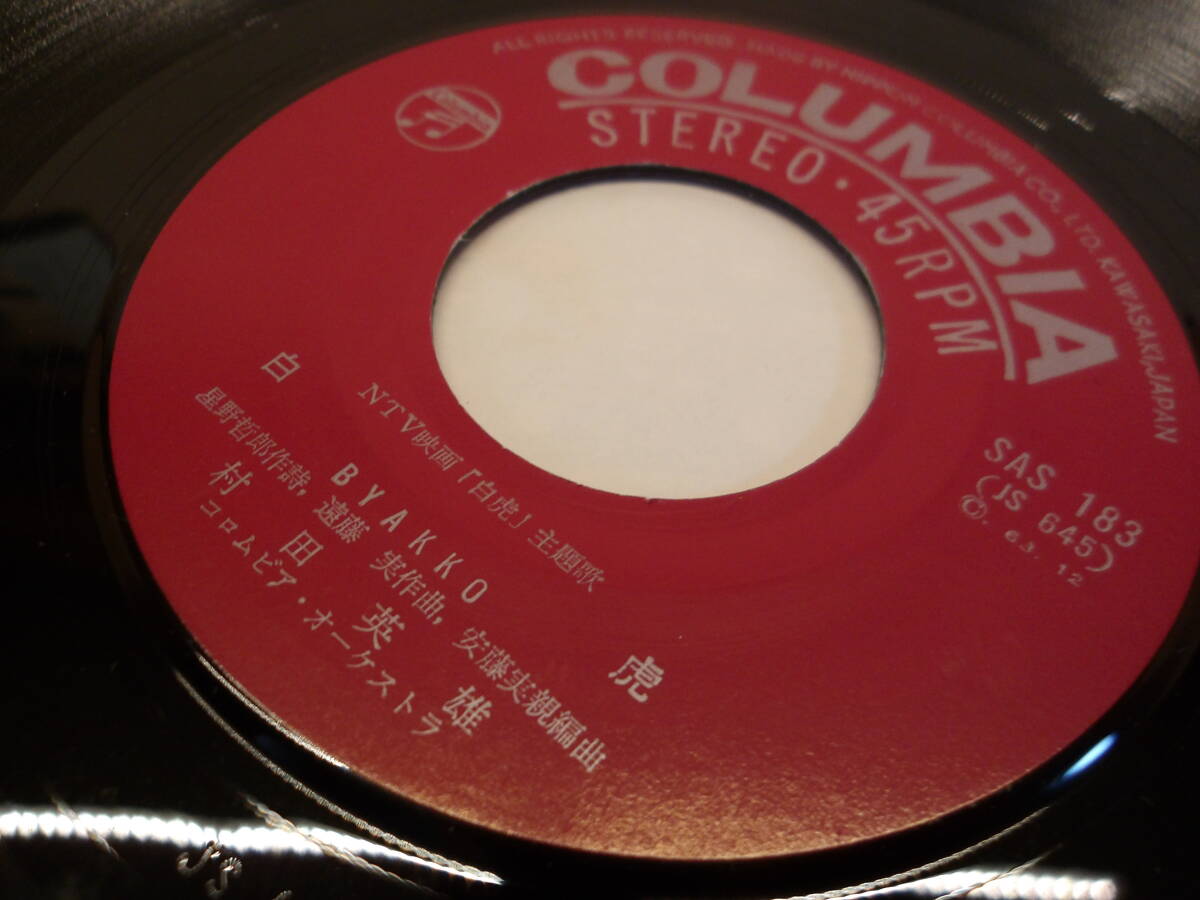 ALL RIGHTS RESERVED. MADE BY NIPPON COLUMBIA CO., LTD. KAWASAKI, JAPAN
COLUMBIA
STEREO・45RPM
SAS 183
(JS 645)
Ⓒ. 63. 12
NTV映画「白虎」主題歌
白虎
BYAKKO
星野哲郎作詩, 遠藤 実作曲, 安藤実親編曲
村田英雄
コロムビア・オーケストラ
JS